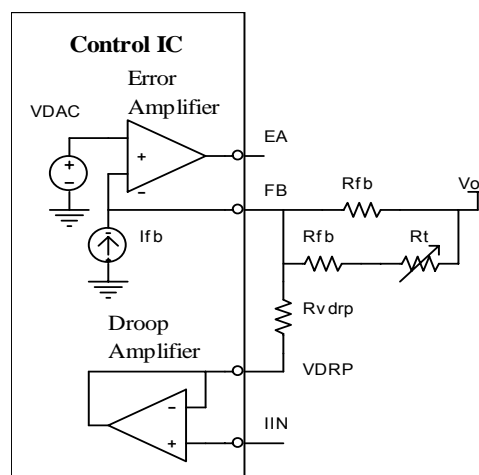 Control IC
Error
Amplifier
VDAC
EA
+
-
+
-
FB
Rfb
Vo
Ifb
-
Rfb
Rt
Rvdrp
Droop
Amplifier
VDRP
-
+
IIN